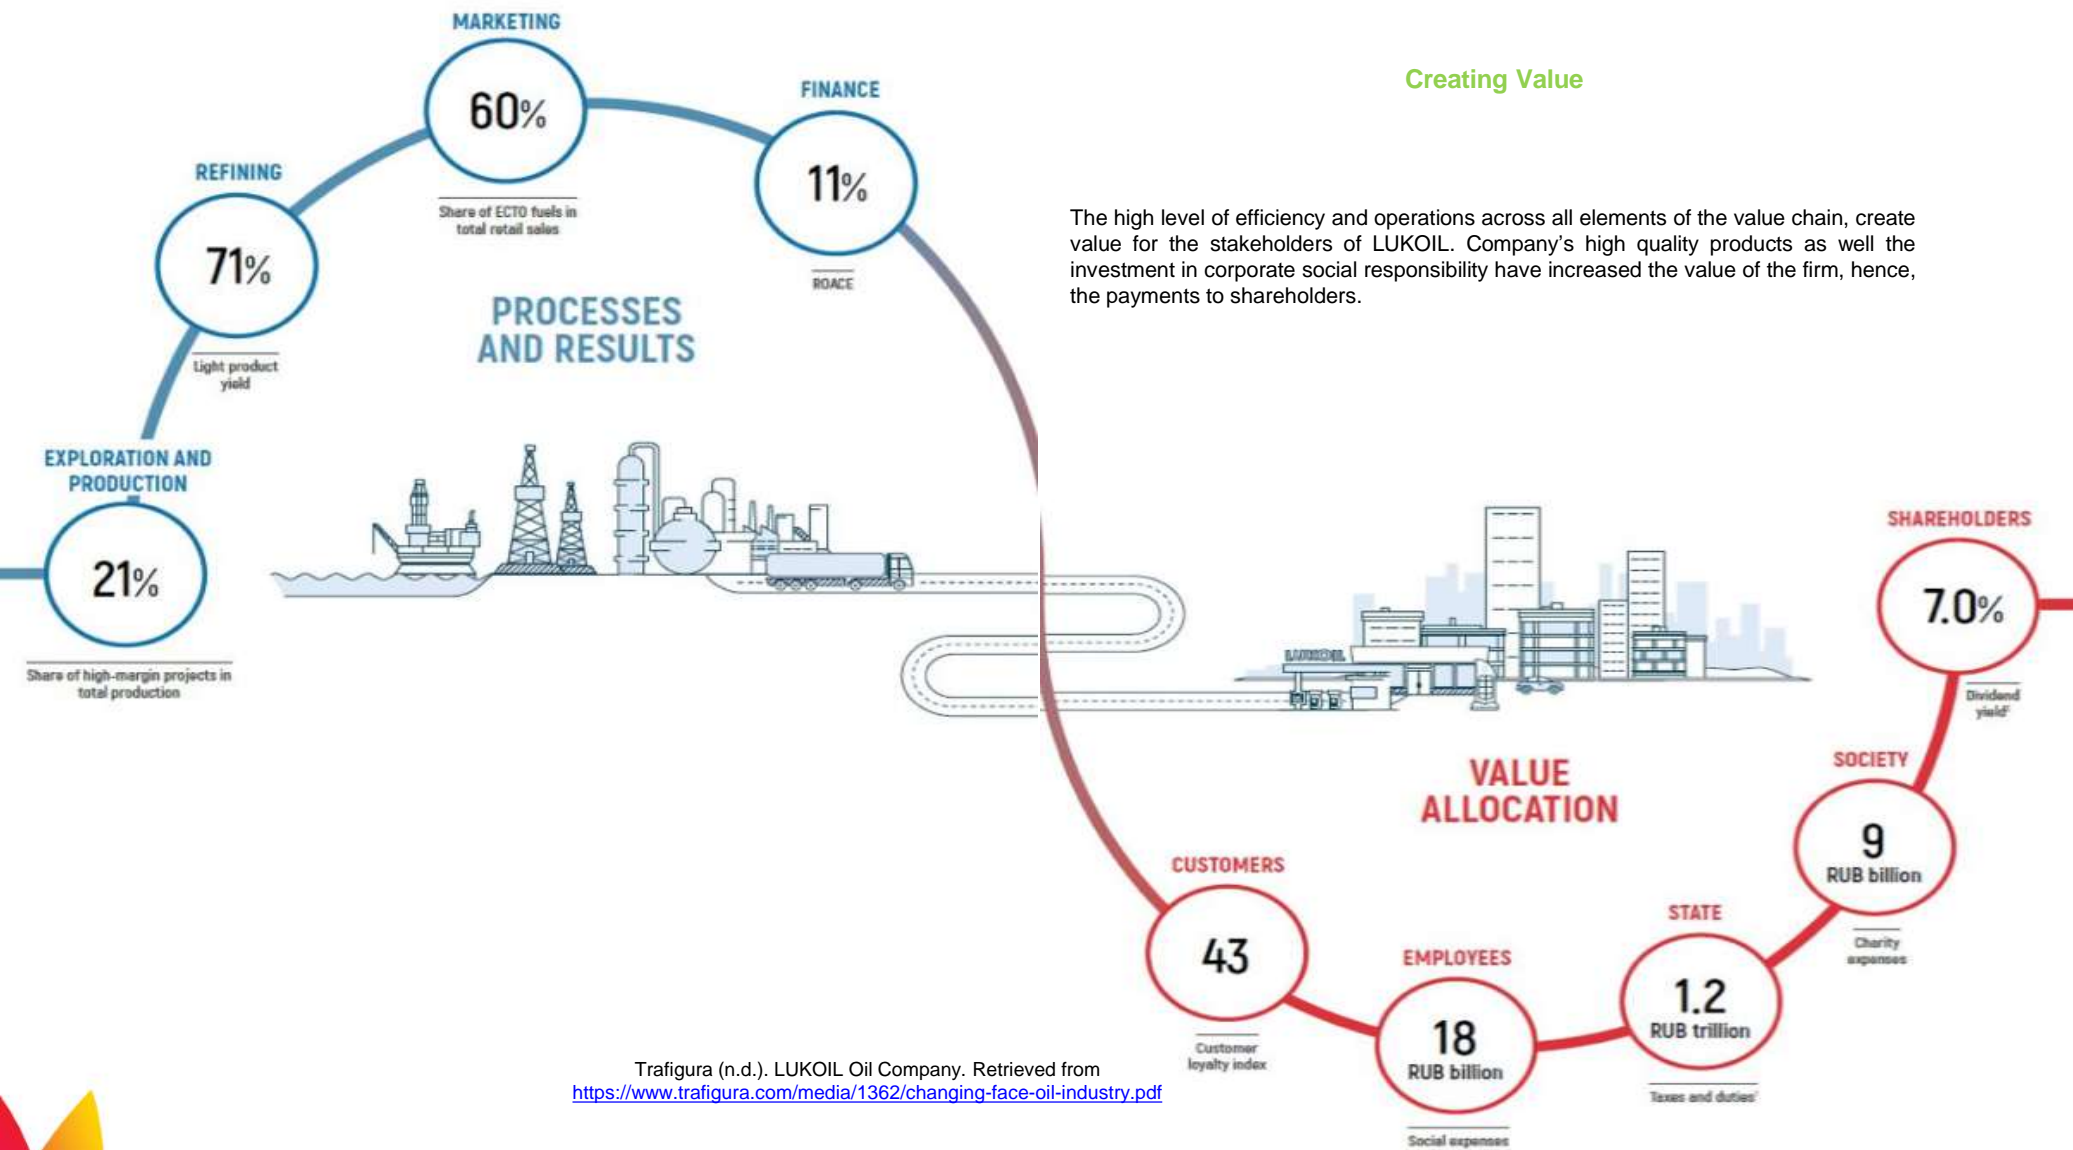 MARKETING
60%
Share of ECTO fuels in
total retail sales
FINANCE
11%
ROACE
REFINING
71%
Light product
yield
PROCESSES
AND RESULTS
EXPLORATION AND
PRODUCTION
21%
Share of high-margin projects in
total production
Creating Value
The high level of efficiency and operations across all elements of the value chain, create
value for the stakeholders of LUKOIL. Company's high quality products as well the
investment in corporate social responsibility have increased the value of the firm, hence,
the payments to shareholders.
LUKOIL
SHAREHOLDERS
7.0%
Dividend
yield²
VALUE
ALLOCATION
SOCIETY
9
RUB billion
Charity
expenses
CUSTOMERS
43
Customer
loyalty index
EMPLOYEES
18
RUB billion
Social expenses
STATE
1.2
RUB trillion
Taxes and duties¹
Trafigura (n.d.). LUKOIL Oil Company. Retrieved from
https://www.trafigura.com/media/1362/changing-face-oil-industry.pdf